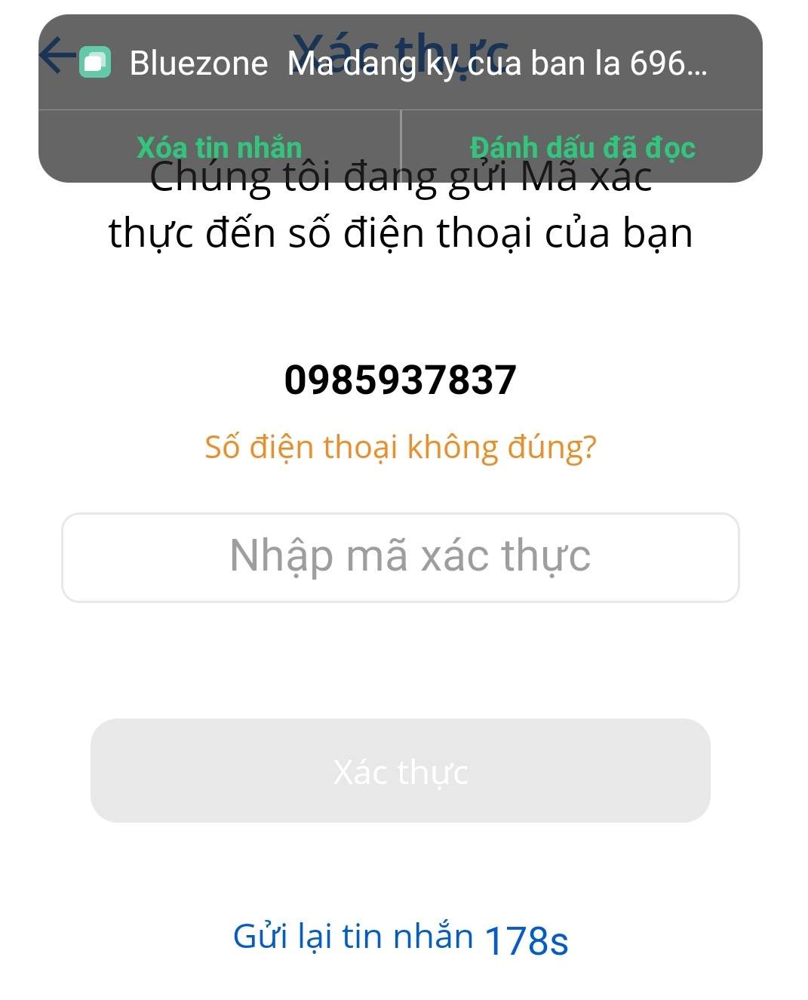 Xác thực
Bluezone Ma dang ky cua ban la 696...
Xóa tin nhắn
Đánh dấu đã đọc
Chúng tôi đang gửi Mã xác
thực đến số điện thoại của bạn
0985937837
Số điện thoại không đúng?
Nhập mã xác thực
Xác thực
Gửi lại tin nhắn 178s